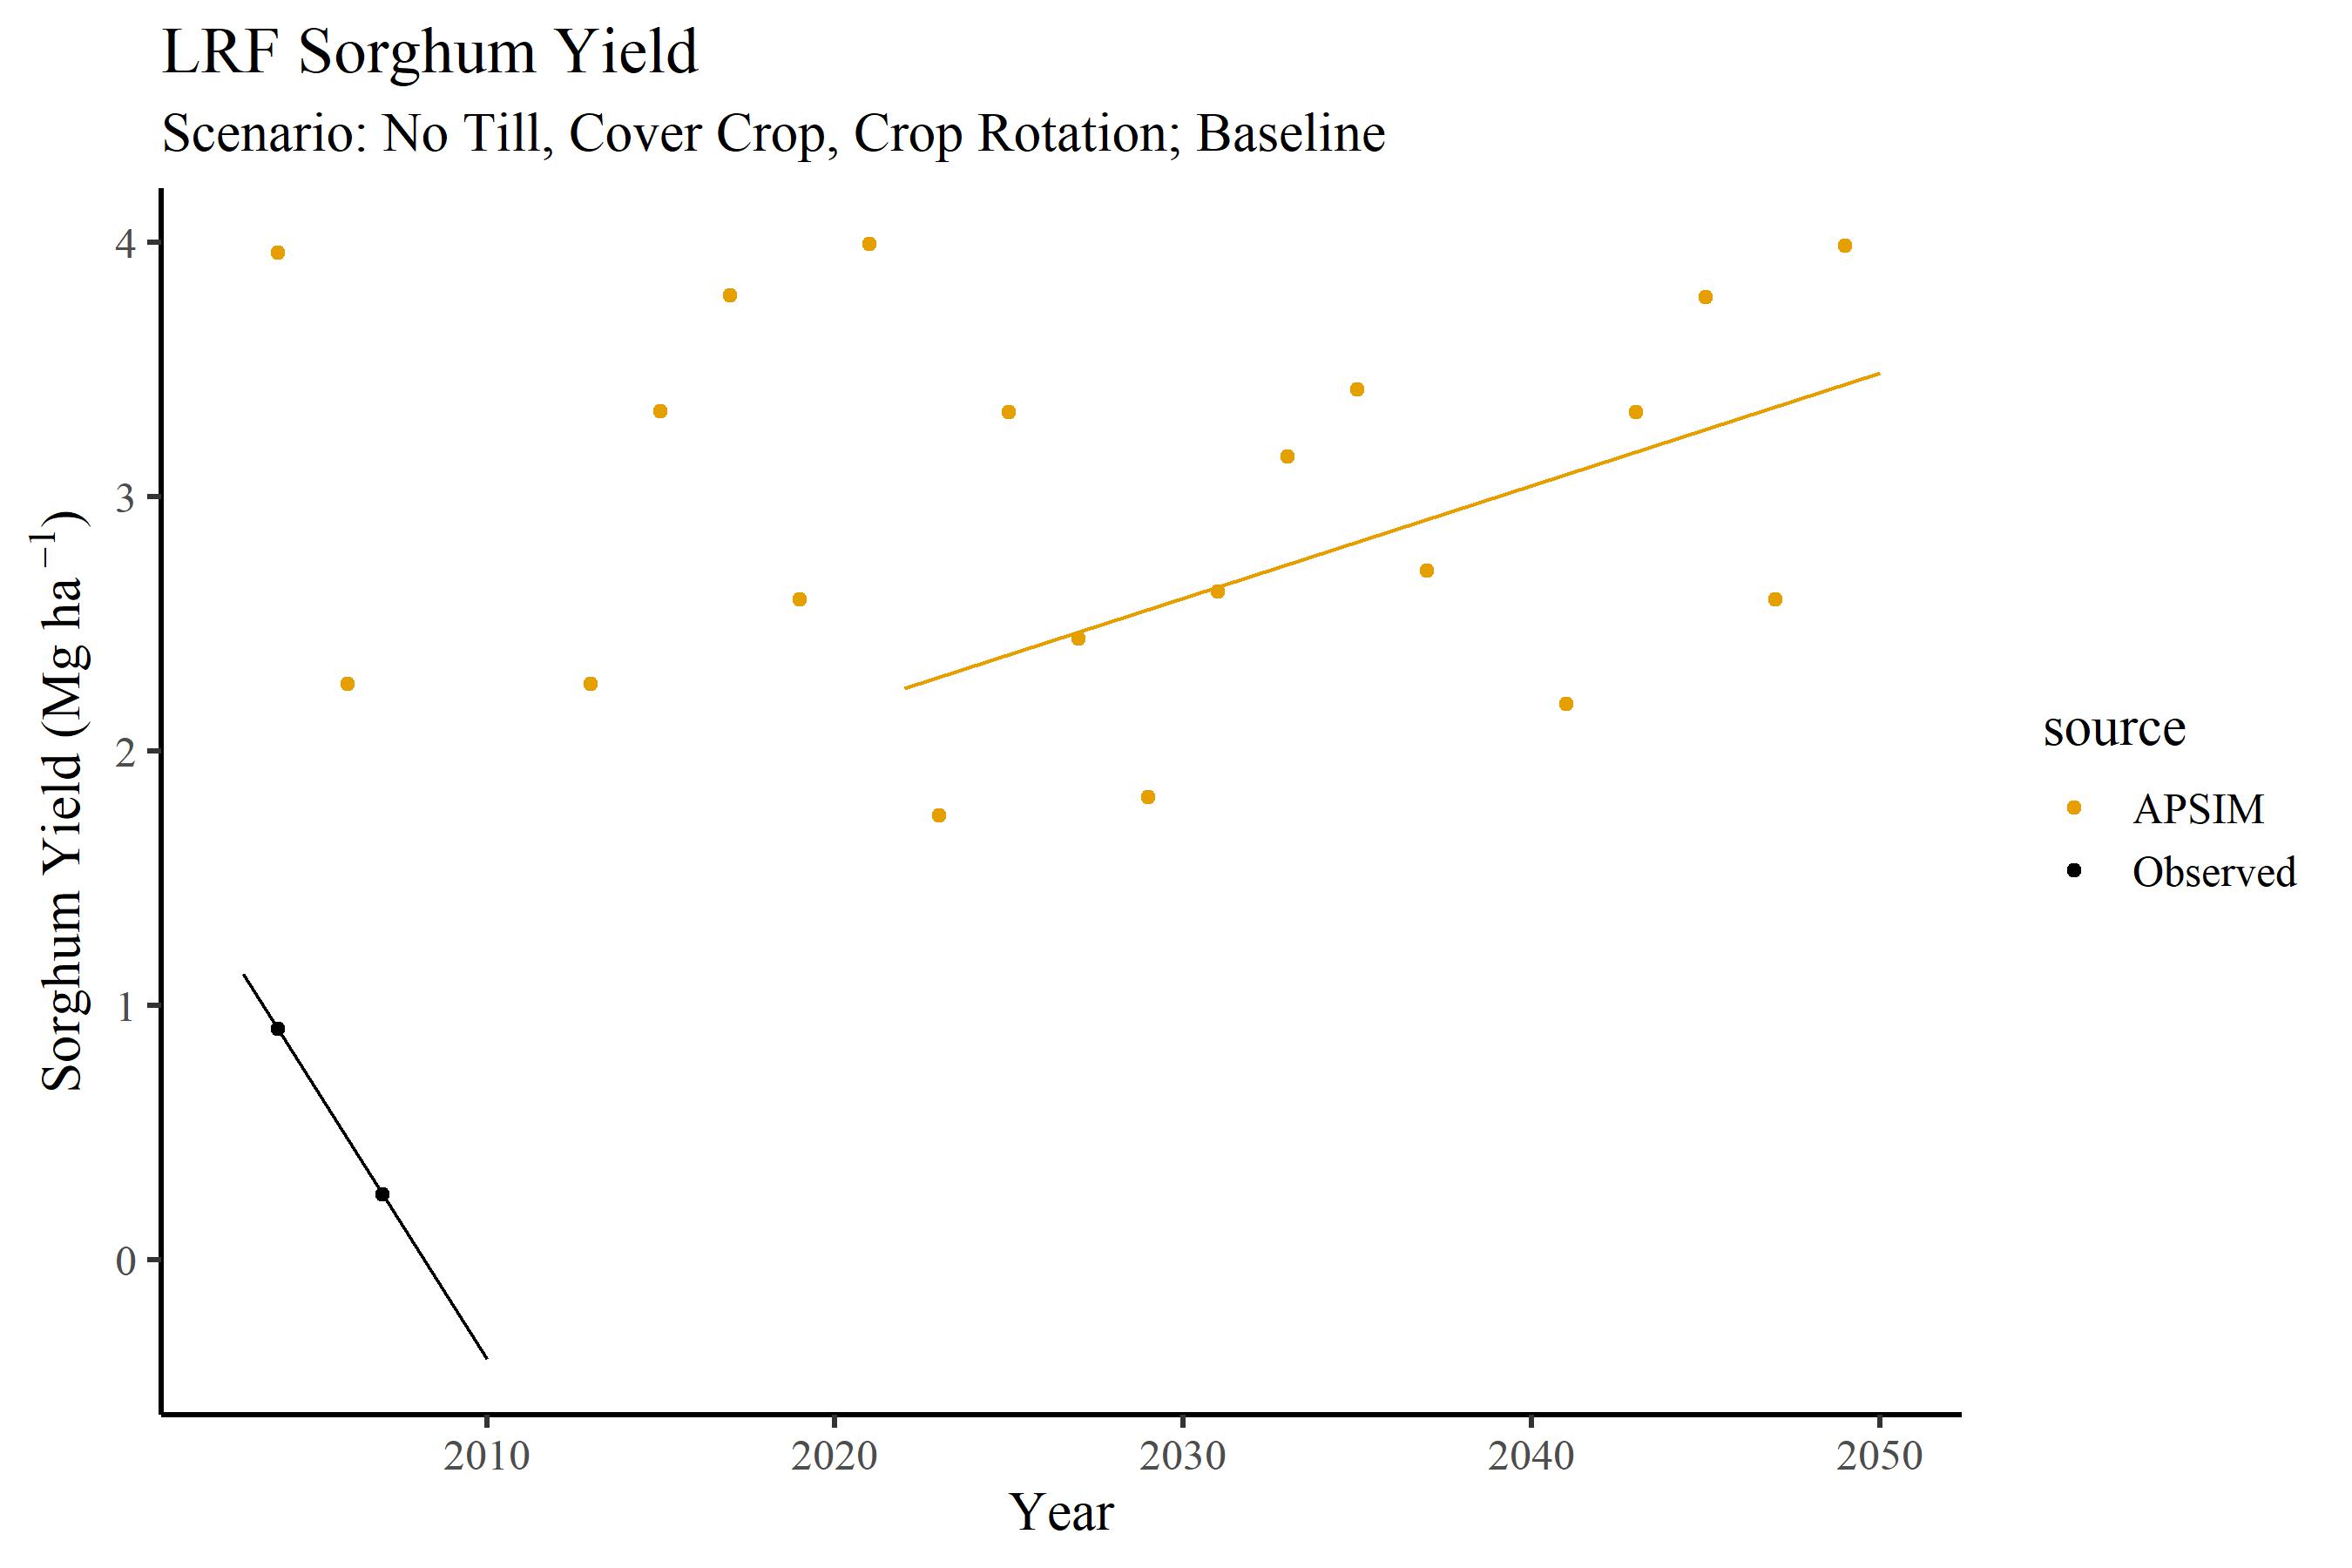 LRF Sorghum Yield
Scenario: No Till, Cover Crop, Crop Rotation; Baseline
Sorghum Yield (Mg ha⁻¹)
4
3
2
1
0
2010 2020 2030 2040 2050
Year
source
APSIM
Observed